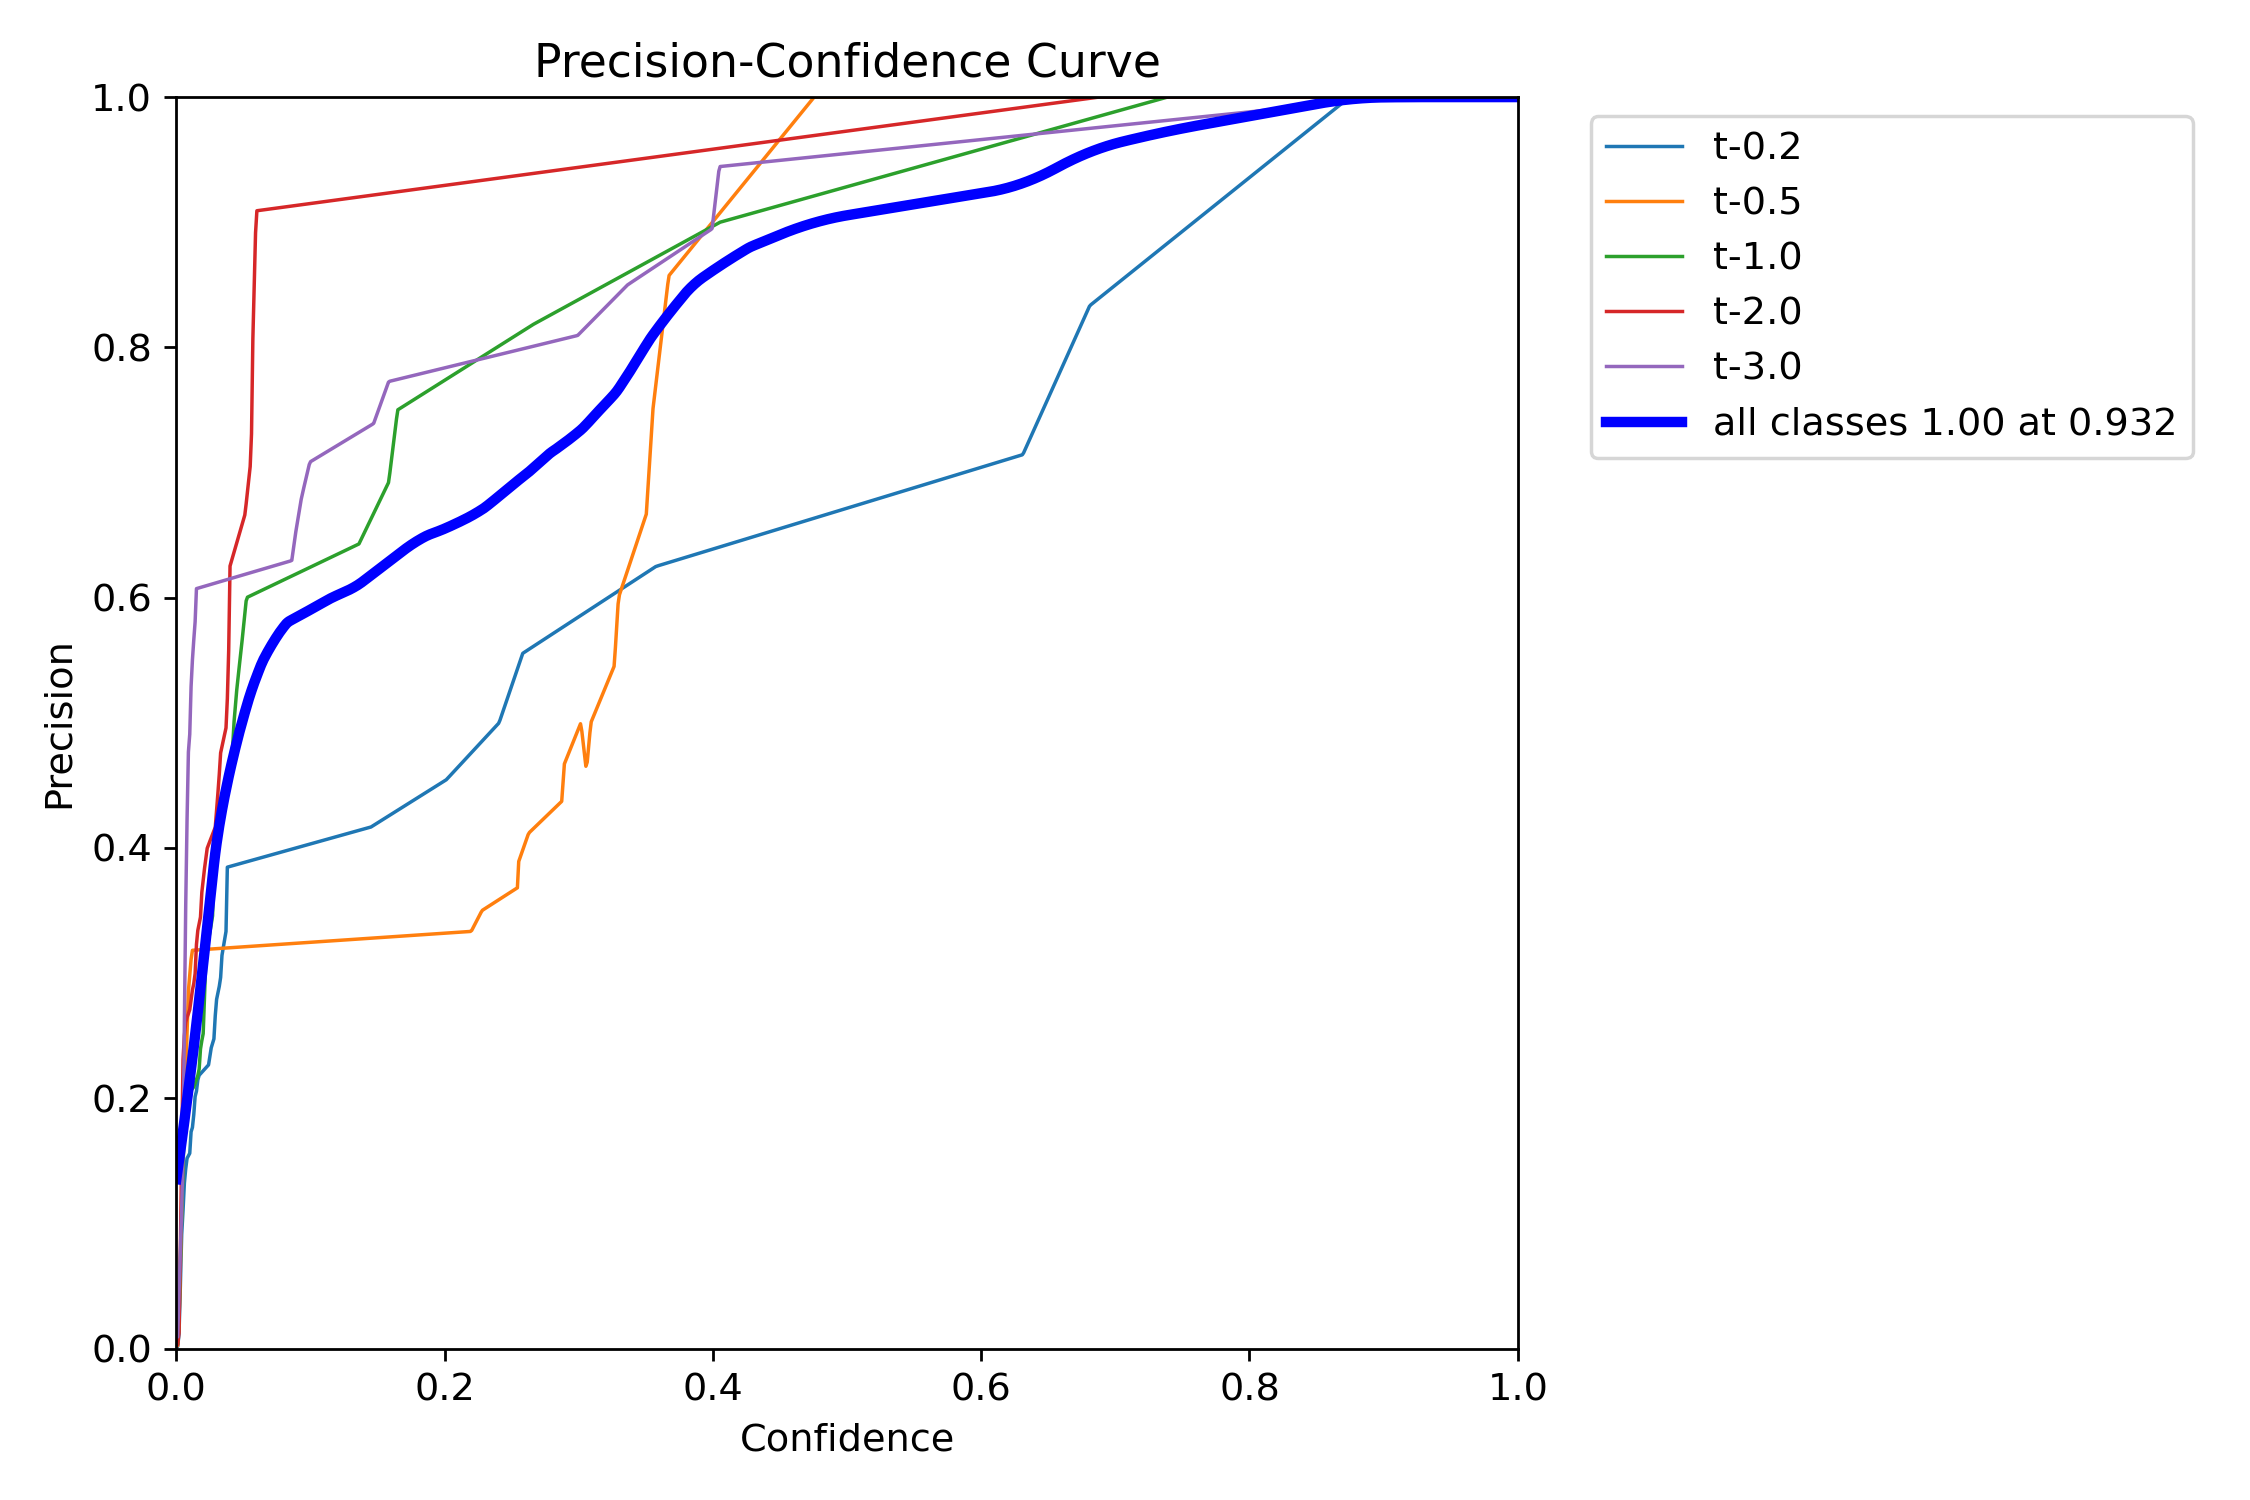 Precision-Confidence Curve
1.0
0.8
0.6
0.4
0.2
0.0
Precision
0.0 0.2 0.4 0.6 0.8 1.0
Confidence
t-0.2
t-0.5
t-1.0
t-2.0
t-3.0
all classes 1.00 at 0.932